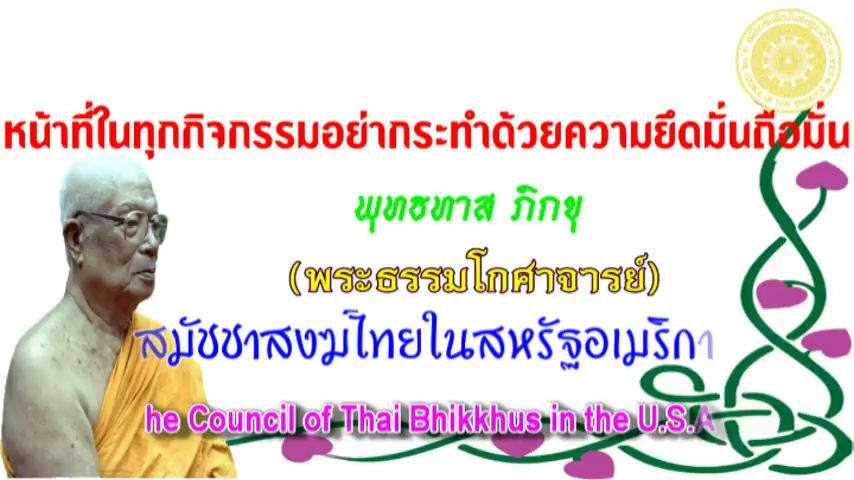 หน้าที่ในทุกกิจกรรมอย่ากระทำด้วยความยึดมั่นถือมั่น
พุทธทาส ภิกขุ
(พระธรรมโกศาจารย์)
สมัชชาสงฆ์ไทยในสหรัฐอเมริกา
he Council of Thai Bhikkhus in the U.S.A